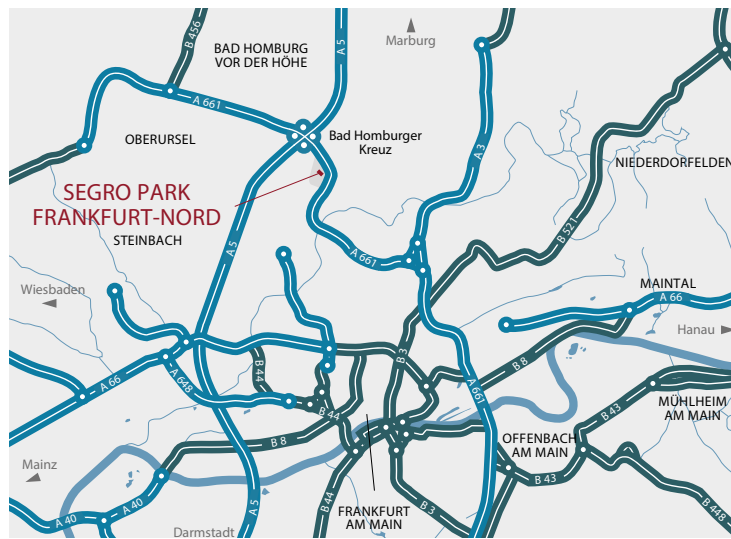 B 456
A 5
Marburg
BAD HOMBURG
VOR DER HÖHE
A 661
OBERURSEL
Bad Homburger
Kreuz
A 3
NIEDERDORFELDEN
SEGRO PARK
FRANKFURT-NORD
STEINBACH
A 5
A 661
B 521
Wiesbaden
MAINTAL
A 66
Hanau
B 3
B 8
A 66
A 648
B 44
A 661
B 44
B 43
MÜHLHEIM
AM MAIN
B 8
OFFENBACH
AM MAIN
Mainz
B 43
A 40
A 40
A 5
B 44
FRANKFURT
AM MAIN
B 3
B 448
Darmstadt